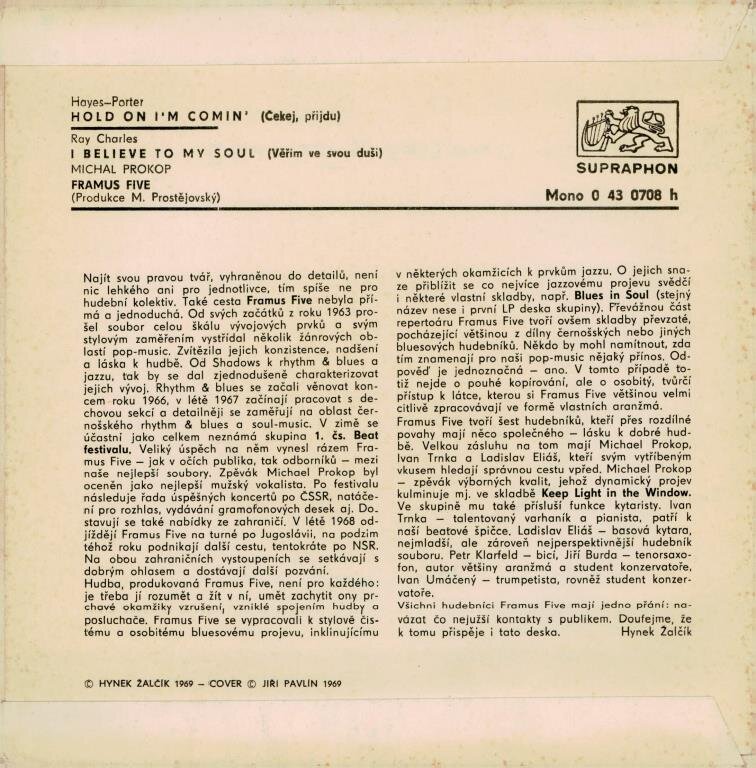 Hayes–Porter
HOLD ON I'M COMIN' (Čekej, přijdu)
Ray Charles
I BELIEVE TO MY SOUL (Věřim ve svou duši)
MICHAL PROKOP
FRAMUS FIVE
(Produkce M. Prostějovský)
SUPRAPHON
Mono 0 43 0708 h
Najít svou pravou tvář, vyhraněnou do detailů, není
nic lehkého ani pro jednotlivce, tím spíše ne pro
hudební kolektiv. Také cesta Framus Five nebyla pří-
má a jednoduchá. Od svých začátků z roku 1963 pro-
šel soubor celou škálu vývojových prvků a svým
stylovým zaměřením vystřídal několik žánrových ob-
lastí pop-music. Zvítězila jejich konzistence, nadšení
a láska k hudbě. Od Shadows k rhythm & blues a
jazzu, tak by se dal zjednodušeně charakterizovat
jejich vývoj. Rhythm & blues se začali věnovat kon-
cem roku 1966, v létě 1967 začínají pracovat s de-
chovou sekcí a detailněji se zaměřují na oblast čer-
nošského rhythm & blues a soul-music. V zimě se
účastní jako celkem neznámá skupina 1. čs. Beat
festivalu. Veliký úspěch na něm vynesl rázem Fra-
mus Five – jak v očích publika, tak odborníků – mezi
naše nejlepší soubory. Zpěvák Michael Prokop byl
oceněn jako nejlepší mužský vokalista. Po festivalu
následuje řada úspěšných koncertů po ČSSR, natáče-
ní pro rozhlas, vydávání gramofonových desek aj. Do-
stavují se také nabídky ze zahraničí. V létě 1968 od-
jíždějí Framus Five na turné po Jugoslávii, na podzim
téhož roku podnikají další cestu, tentokráte po NSR.
Na obou zahraničních vystoupeních se setkávají s
dobrým ohlasem a dostávají další pozvání.
Hudba, produkovaná Framus Five, není pro každého:
je třeba jí rozumět a žít v ní, umět zachytit ony pr-
chavé okamžiky vzrušení, vzniklé spojením hudby a
posluchače. Framus Five se vypracovali k stylově čis-
tému a osobitému bluesovému projevu, inklinujícímu
v některých okamžicích k prvkům jazzu. O jejich sna-
ze přiblížit se co nejvíce jazzovému projevu svědčí
i některé vlastní skladby, např. Blues in Soul (stejný
název nese i první LP deska skupiny). Převážnou část
repertoáru Framus Five tvoří ovšem skladby převzaté,
pocházející většinou z dílny černošských nebo jiných
bluesových hudebníků. Někdo by mohl namítnout, zda
tím znamenají pro naši pop-music nějaký přínos. Od-
pověď je jednoznačná – ano. V tomto případě to-
tiž nejde o pouhé kopírování, ale o osobitý, tvůrčí
přístup k látce, kterou si Framus Five většinou velmi
citlivě zpracovávají ve formě vlastních aranžmá.
Framus Five tvoří šest hudebníků, kteří přes rozdílné
povahy mají něco společného – lásku k dobré hud-
bě. Velkou zásluhu na tom mají Michael Prokop,
Ivan Trnka a Ladislav Eliáš, kteří svým vytříbeným
vkusem hledají správnou cestu vpřed. Michael Prokop
– zpěvák výborných kvalit, jehož dynamický projev
kulminuje mj. ve skladbě Keep Light in the Window.
Ve skupině mu také přísluší funkce kytaristy. Ivan
Trnka – talentovaný varhaník a pianista, patří k
naší beatové špičce. Ladislav Eliáš – basová kytara,
nejmladší, ale zároveň nejperspektivnější hudebník
souboru. Petr Klarfeld – bicí, Jiří Burda – tenorsaxo-
fon, autor většiny aranžmá a student konzervatoře,
Ivan Umáčený – trumpetista, rovněž student konzer-
vatoře.
Všichni hudebníci Framus Five mají jedno přání: na-
vázat čo nejužší kontakty s publikem. Doufejme, že
k tomu přispěje i tato deska. Hynek Žalčík
© HYNEK ŽALČÍK 1969 – COVER © JIŘÍ PAVLÍN 1969